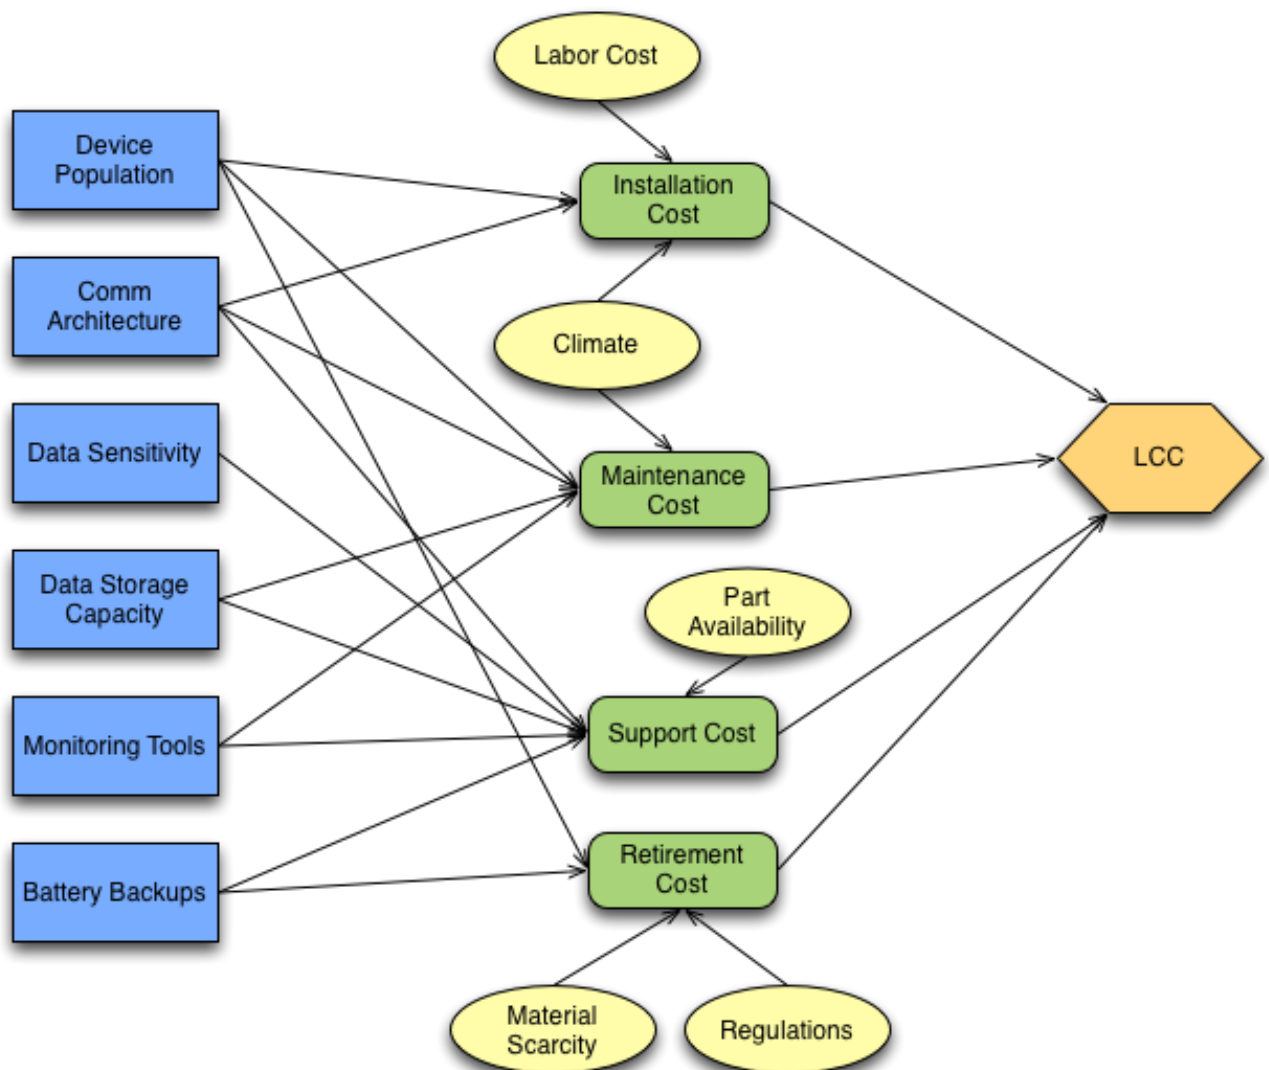 Labor Cost
Device
Population
Installation
Cost
Comm
Architecture
Climate
Data Sensitivity
Maintenance
Cost
LCC
Data Storage
Capacity
Part
Availability
Monitoring Tools
Support Cost
Battery Backups
Retirement
Cost
Material
Scarcity
Regulations